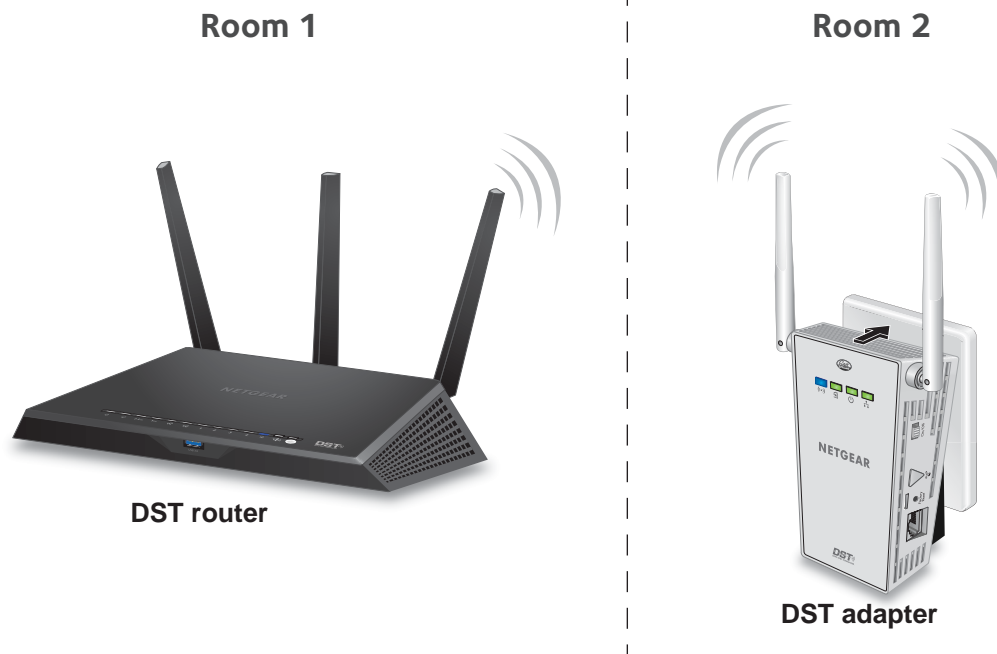 Room 1
Room 2
NETGEAR
DST
DST router
NETGEAR
DST
DST adapter